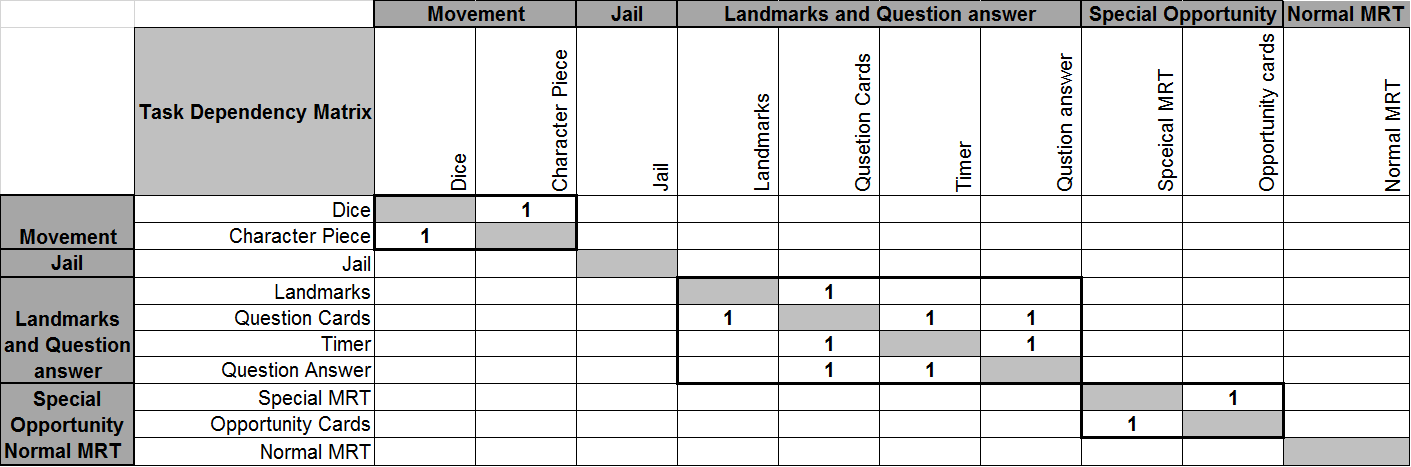 Movement Jail Landmarks and Question answer Special Opportunity Normal MRT
Task Dependency Matrix Dice Character Piece Jail Landmarks Qusetion Cards Timer Qustion answer Spceical MRT Opportunity cards Normal MRT
Dice 1
Movement Character Piece 1
Jail Jail
Landmarks 1
Landmarks Question Cards 1 1 1
and Question Timer 1 1
answer Question Answer 1 1
Special Special MRT 1
Opportunity Opportunity Cards 1
Normal MRT Normal MRT